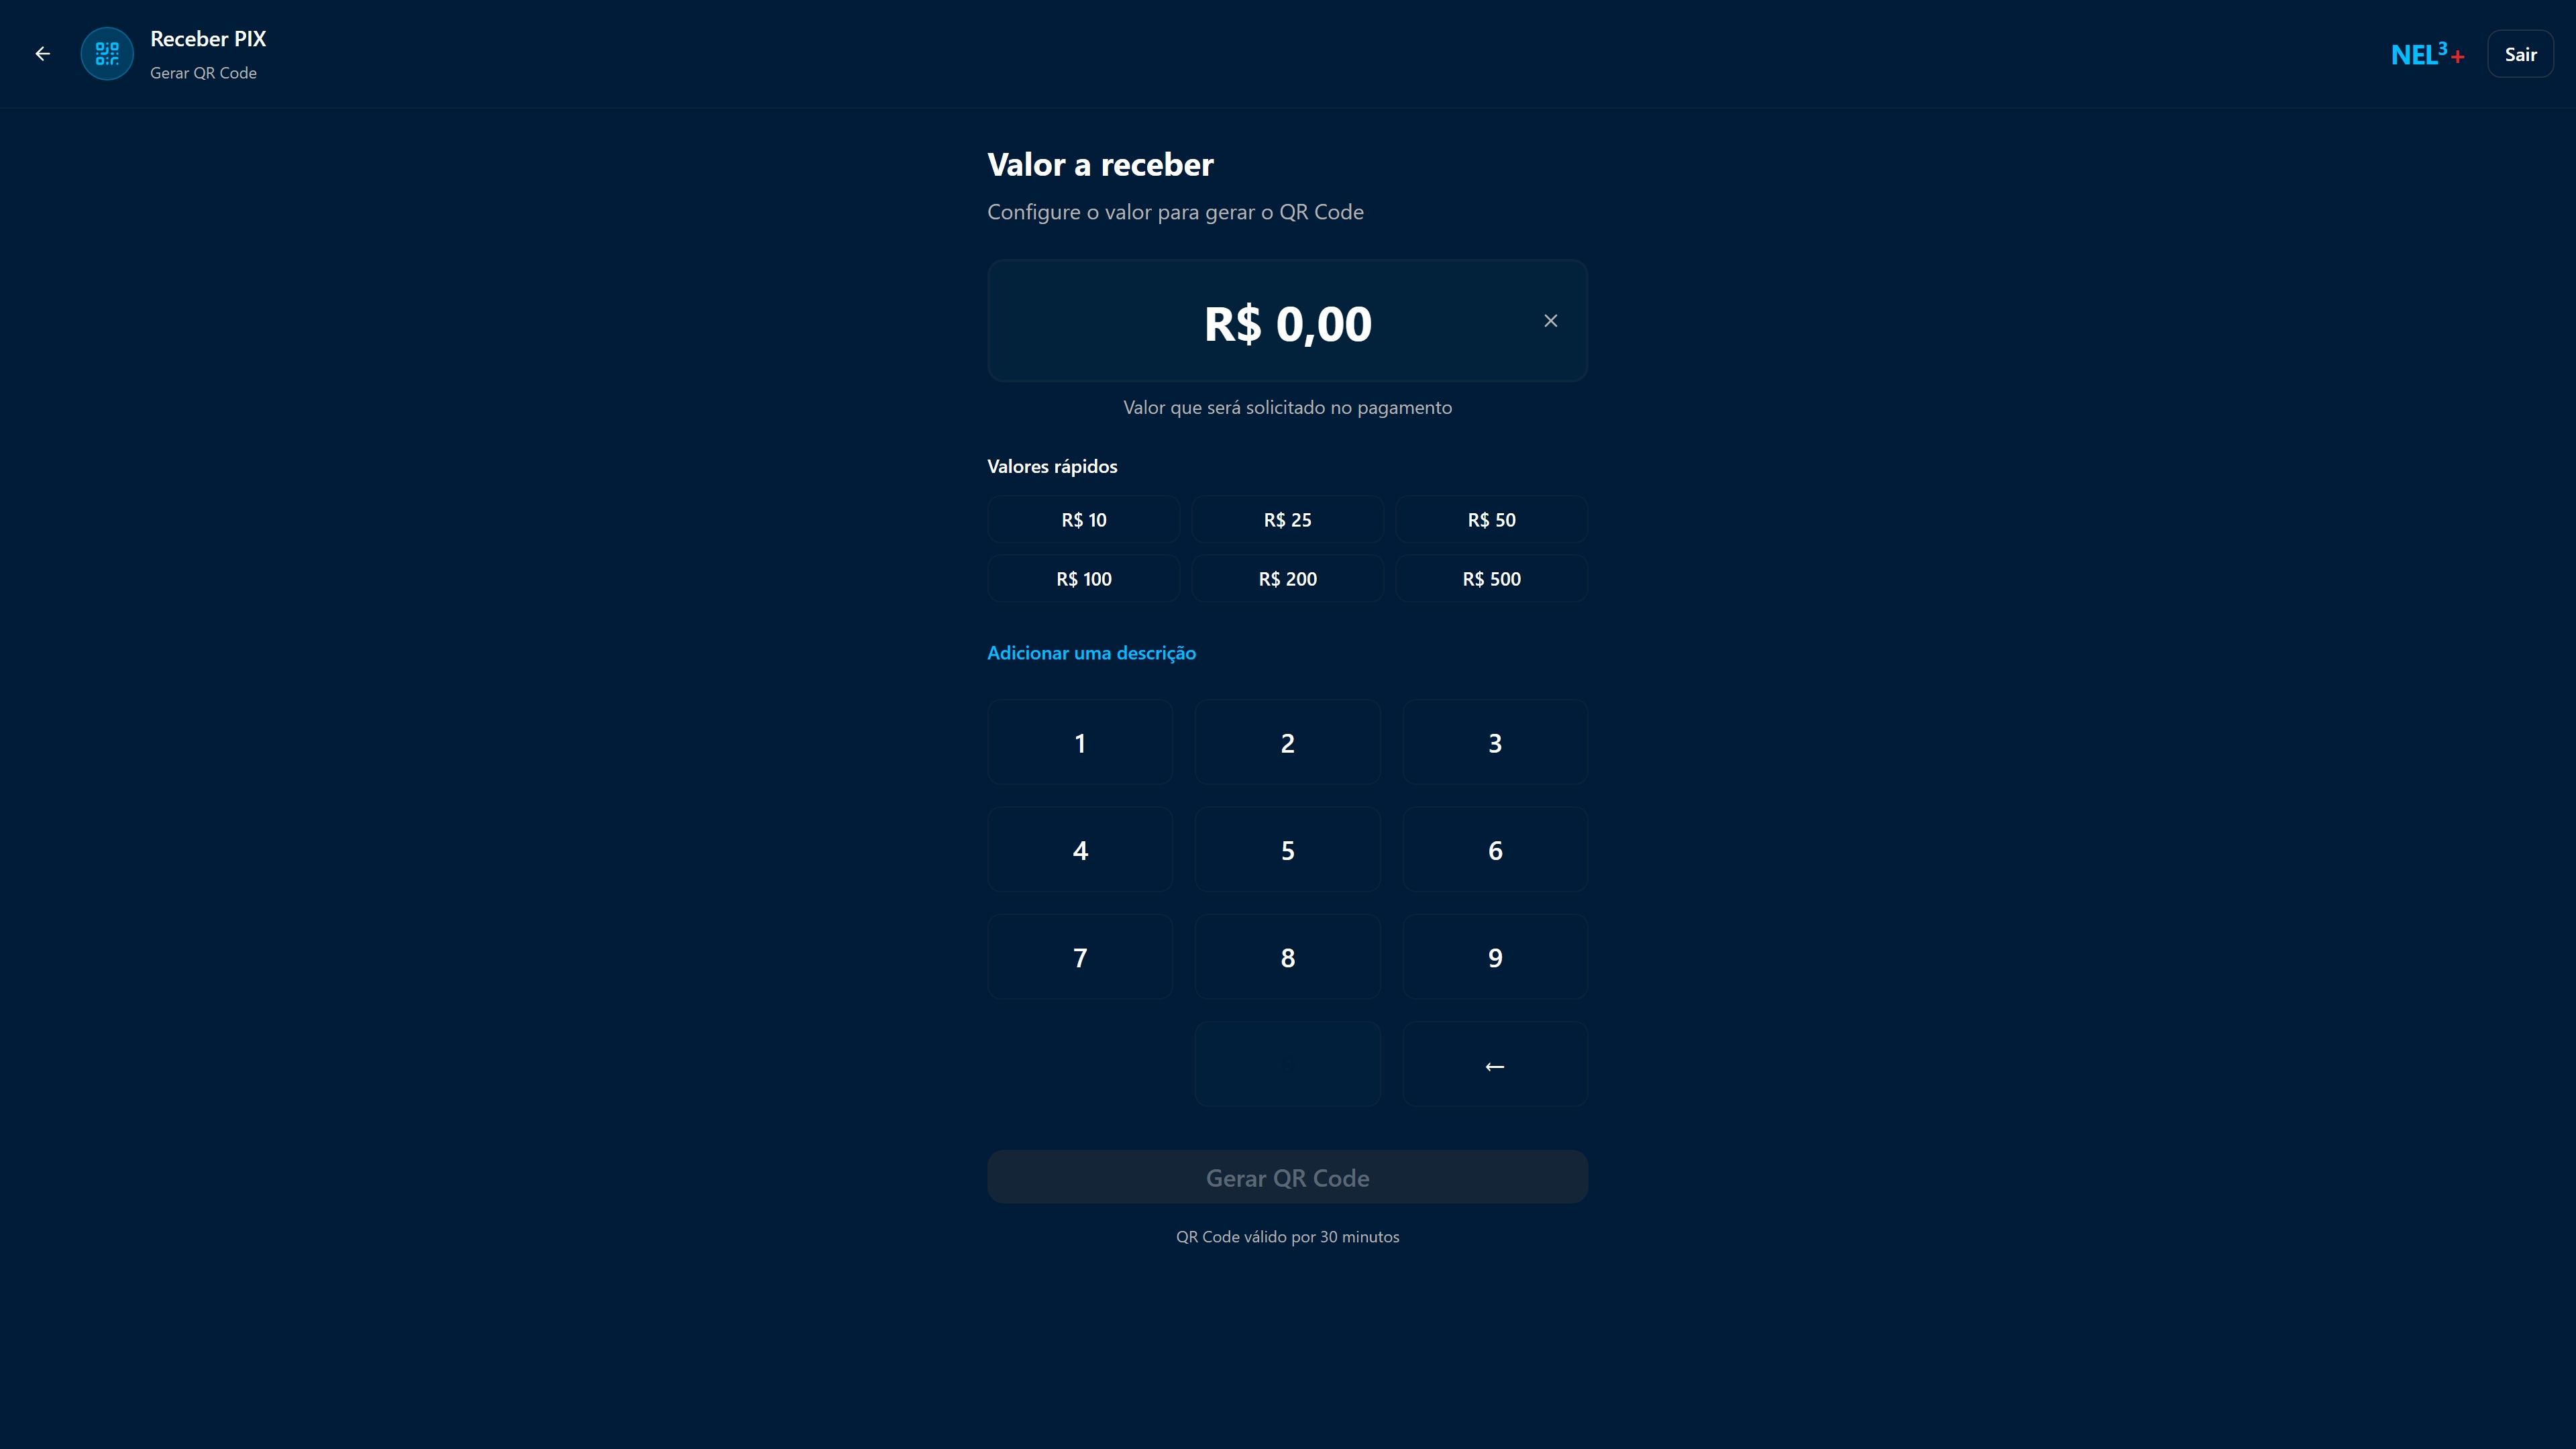 Receber PIX
Gerar QR Code
NEL³+
Sair
Valor a receber
Configure o valor para gerar o QR Code
R$ 0,00
×
Valor que será solicitado no pagamento
Valores rápidos
R$ 10 R$ 25 R$ 50
R$ 100 R$ 200 R$ 500
Adicionar uma descrição
1 2 3
4 5 6
7 8 9
←
Gerar QR Code
QR Code válido por 30 minutos